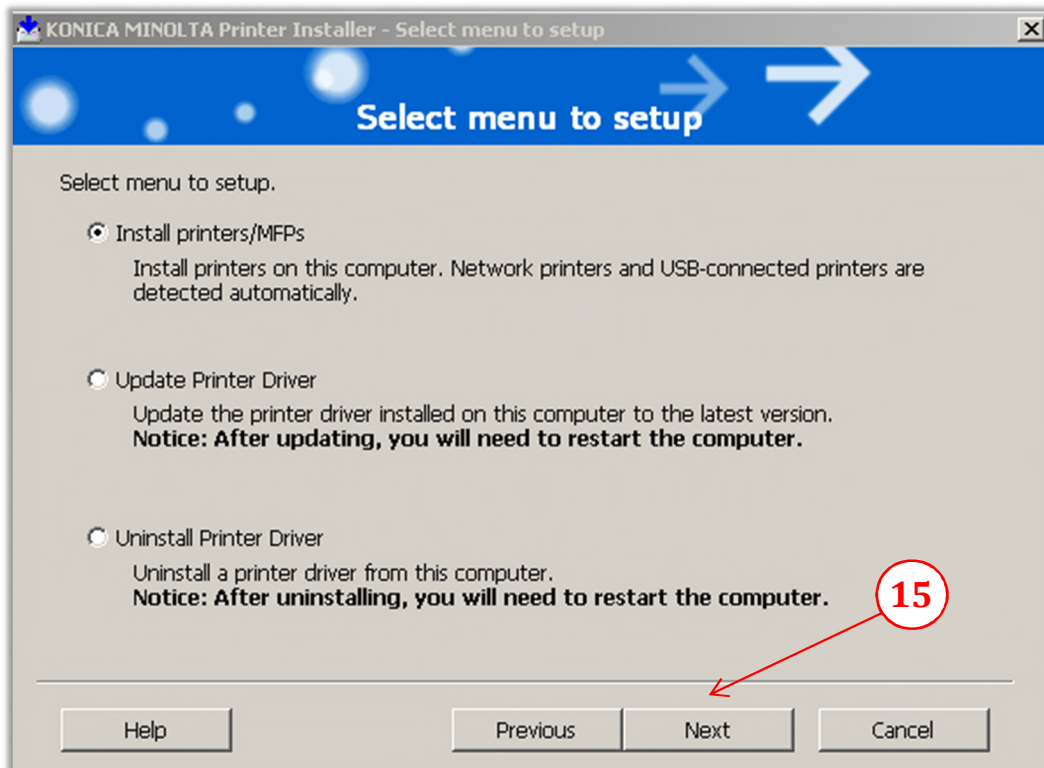 KONICA MINOLTA Printer Installer - Select menu to setup
Select menu to setup
Select menu to setup.
Install printers/MFPs
Install printers on this computer. Network printers and USB-connected printers are
detected automatically.
Update Printer Driver
Update the printer driver installed on this computer to the latest version.
Notice: After updating, you will need to restart the computer.
Uninstall Printer Driver
Uninstall a printer driver from this computer.
Notice: After uninstalling, you will need to restart the computer.
15
Help Previous Next Cancel